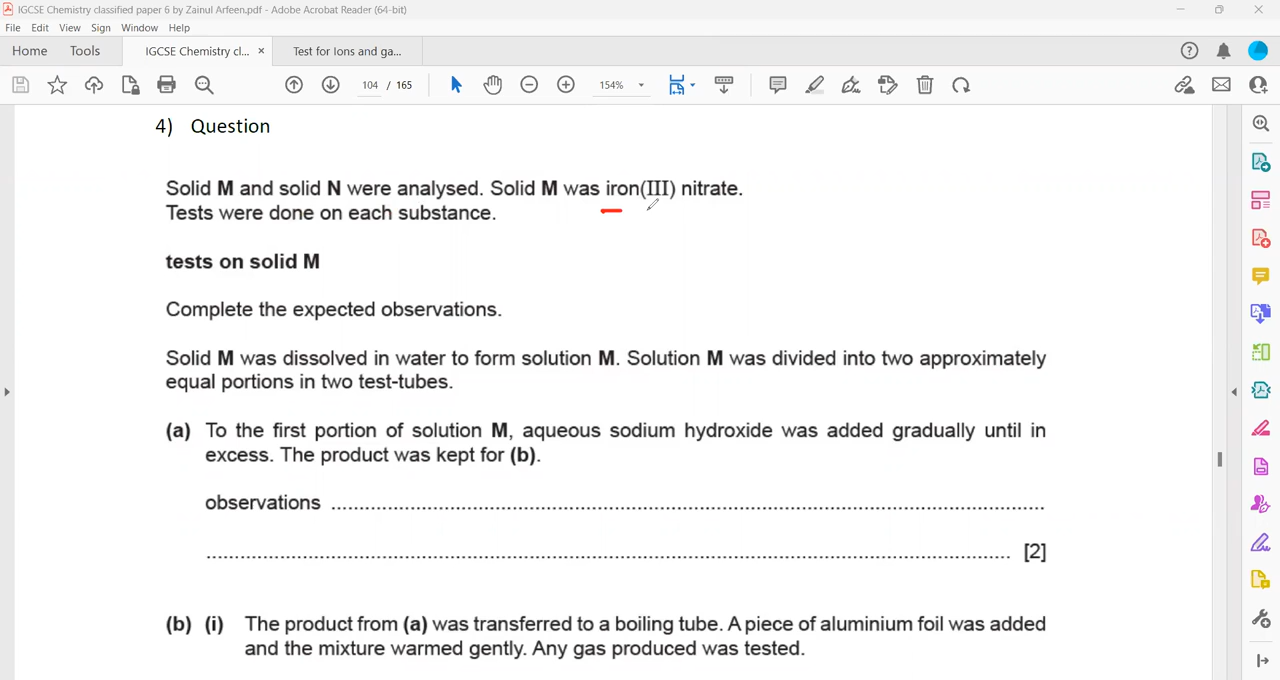 IGCSE Chemistry classified paper 6 by Zainul Arfeen.pdf - Adobe Acrobat Reader (64-bit)
File Edit View Sign Window Help
Home Tools IGCSE Chemistry cl... × Test for Ions and ga...
104 / 165 154%
4) Question
Solid M and solid N were analysed. Solid M was iron(III) nitrate.
Tests were done on each substance.
tests on solid M
Complete the expected observations.
Solid M was dissolved in water to form solution M. Solution M was divided into two approximately
equal portions in two test-tubes.
(a) To the first portion of solution M, aqueous sodium hydroxide was added gradually until in
excess. The product was kept for (b).
observations ........................................................................................................................
........................................................................................................................ [2]
(b) (i) The product from (a) was transferred to a boiling tube. A piece of aluminium foil was added
and the mixture warmed gently. Any gas produced was tested.